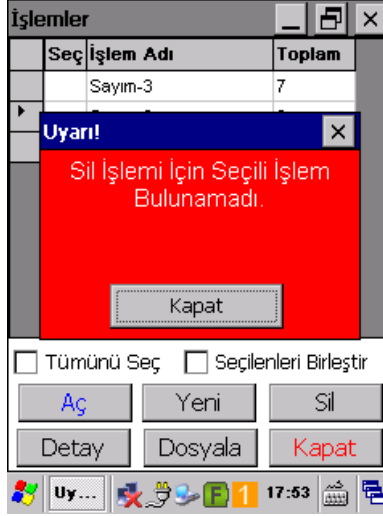 İşlemler
Seç İşlem Adı Toplam
Sayım-3 7
Uyarı!
Sil İşlemi İçin Seçili İşlem
Bulunamadı.
Kapat
Tümünü Seç Seçilenleri Birleştir
Aç Yeni Sil
Detay Dosyala Kapat
Uy... F 1 17:53